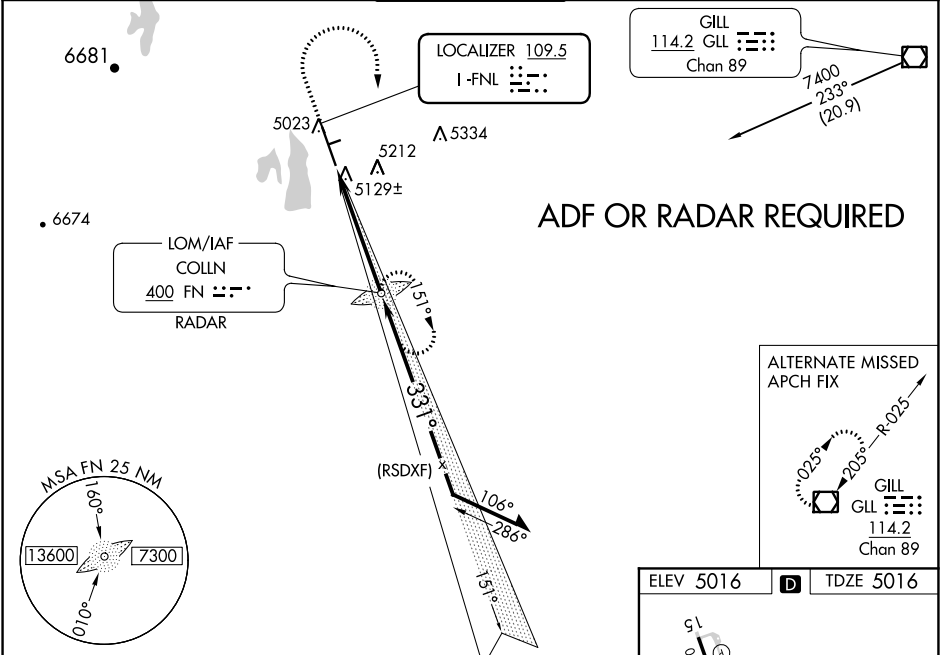 6681
LOCALIZER 109.5
I-FNL
GILL
114.2 GLL
Chan 89
7400
233°
(20.9)
5023
5334
5212
5129±
6674
ADF OR RADAR REQUIRED
LOM/IAF
COLLN
400 FN
RADAR
151°
331°
(RSDXF)
106°
286°
151°
MSA FN 25 NM
160°
13600
7300
010°
ALTERNATE MISSED
APCH FIX
R-025
025°
205°
GILL
GLL
114.2
Chan 89
ELEV 5016
D
TDZE 5016
15